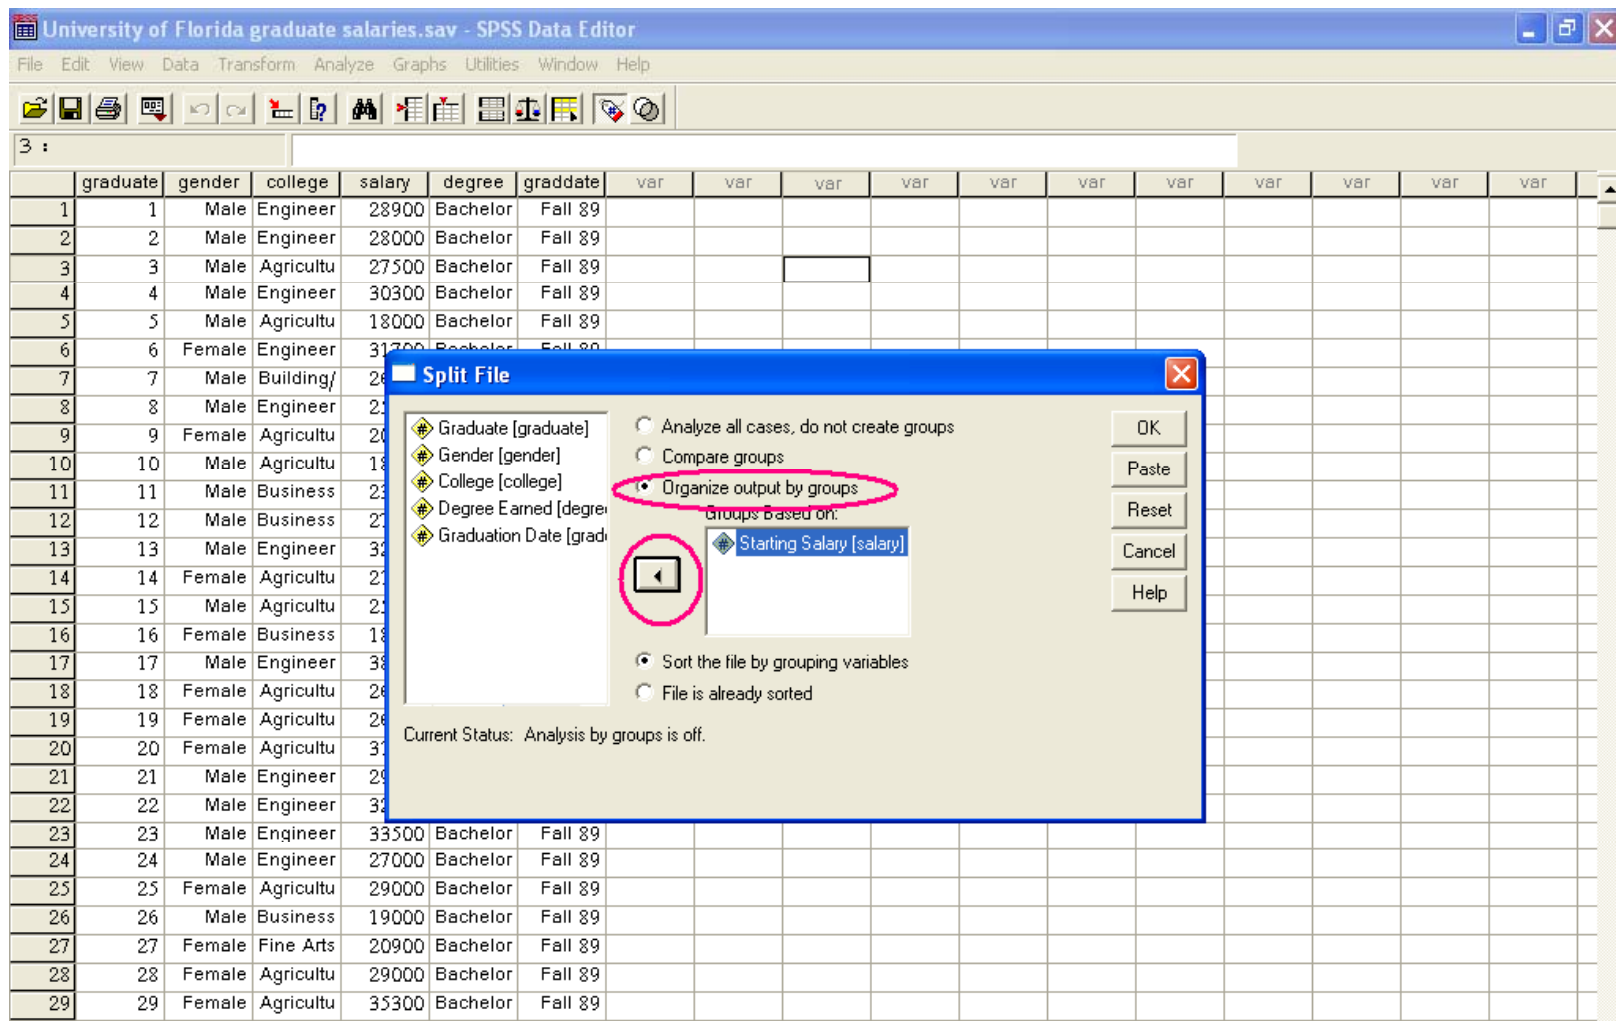 University of Florida graduate salaries.sav - SPSS Data Editor
File Edit View Data Transform Analyze Graphs Utilities Window Help
3 :
graduate gender college salary degree graddate var var var var var var var var var var var
1 1 Male Engineer 28900 Bachelor Fall 89
2 2 Male Engineer 28000 Bachelor Fall 89
3 3 Male Agricultu 27500 Bachelor Fall 89
4 4 Male Engineer 30300 Bachelor Fall 89
5 5 Male Agricultu 18000 Bachelor Fall 89
6 6 Female Engineer 31700 Bachelor Fall 89
7 7 Male Building/
8 8 Male Engineer
9 9 Female Agricultu
10 10 Male Agricultu
11 11 Male Business
12 12 Male Business
13 13 Male Engineer
14 14 Female Agricultu
15 15 Male Agricultu
16 16 Female Business
17 17 Male Engineer
18 18 Female Agricultu
19 19 Female Agricultu
20 20 Female Agricultu
21 21 Male Engineer
22 22 Male Engineer
23 23 Male Engineer 33500 Bachelor Fall 89
24 24 Male Engineer 27000 Bachelor Fall 89
25 25 Female Agricultu 29000 Bachelor Fall 89
26 26 Male Business 19000 Bachelor Fall 89
27 27 Female Fine Arts 20900 Bachelor Fall 89
28 28 Female Agricultu 29000 Bachelor Fall 89
29 29 Female Agricultu 35300 Bachelor Fall 89
Split File
Graduate [graduate]
Gender [gender]
College [college]
Degree Earned [degre
Graduation Date [grad
Analyze all cases, do not create groups
Compare groups
Organize output by groups
Groups Based on:
Starting Salary [salary]
Sort the file by grouping variables
File is already sorted
Current Status: Analysis by groups is off.
OK
Paste
Reset
Cancel
Help